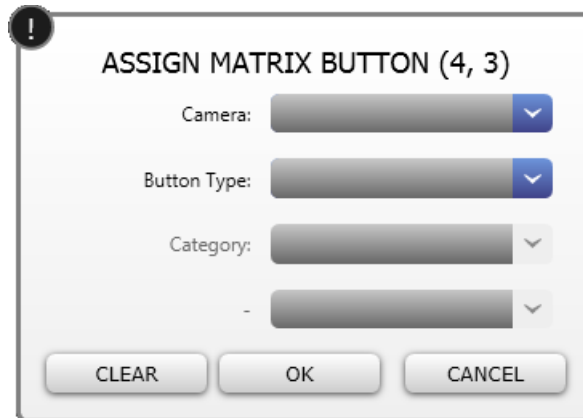 !
ASSIGN MATRIX BUTTON (4, 3)
Camera:
Button Type:
Category:
-
CLEAR OK CANCEL